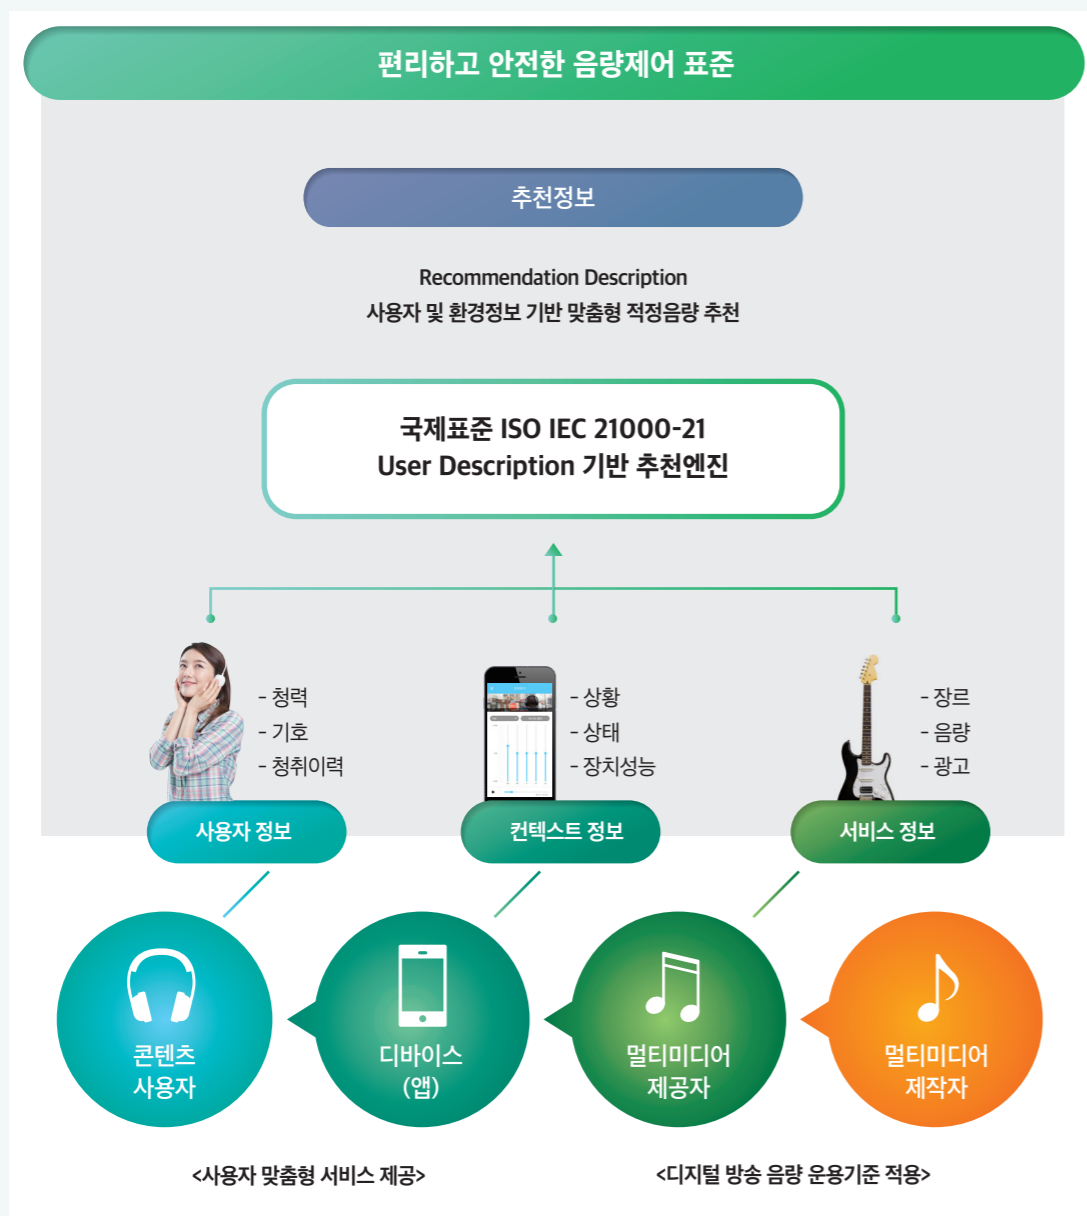 편리하고 안전한 음량제어 표준
추천정보
Recommendation Description
사용자 및 환경정보 기반 맞춤형 적정음량 추천
국제표준 ISO IEC 21000-21
User Description 기반 추천엔진
- 청력
- 기호
- 청취이력
사용자 정보
- 상황
- 상태
- 장치성능
컨텍스트 정보
- 장르
- 음량
- 광고
서비스 정보
콘텐츠
사용자
디바이스
(앱)
멀티미디어
제공자
멀티미디어
제작자
<사용자 맞춤형 서비스 제공>
<디지털 방송 음량 운용기준 적용>